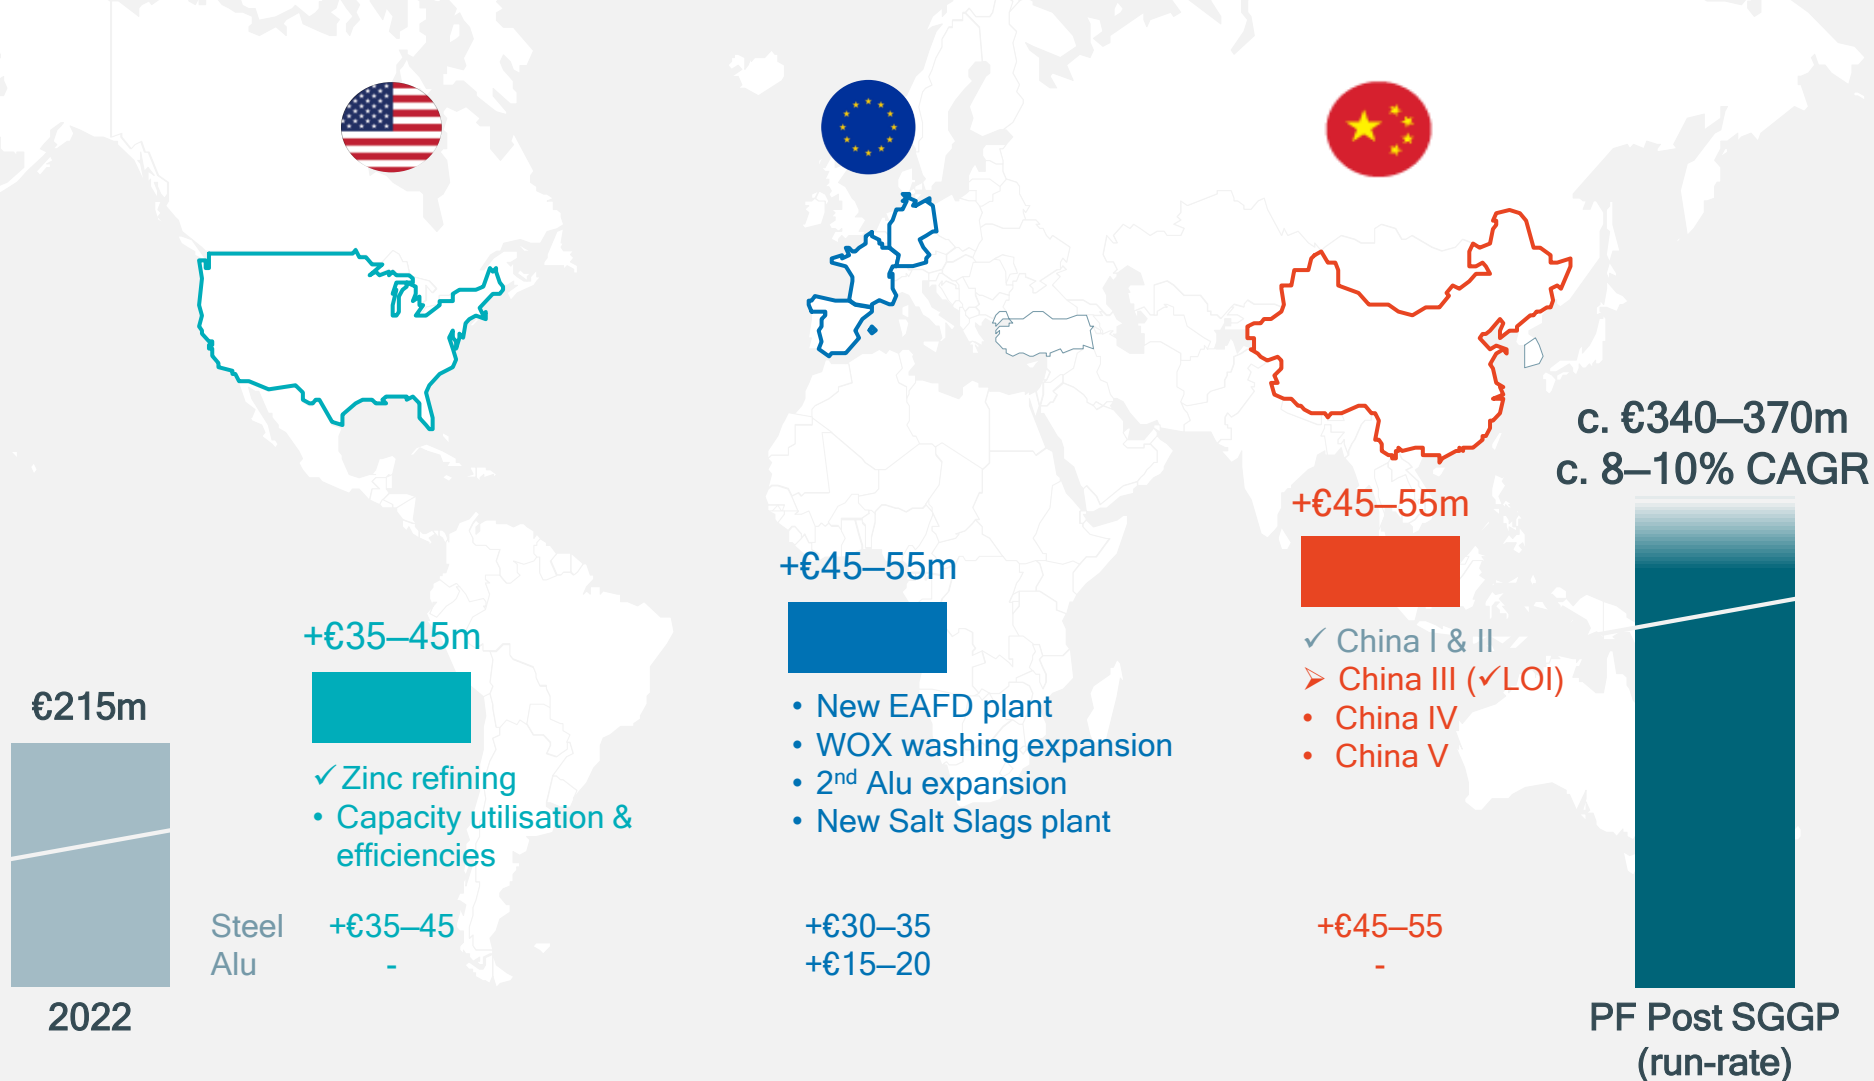 c. €340–370m
c. 8–10% CAGR
+€45–55m
+€45–55m
+€35–45m
€215m
✓ Zinc refining
• Capacity utilisation &
efficiencies
• New EAFD plant
• WOX washing expansion
• 2nd Alu expansion
• New Salt Slags plant
✓ China I & II
➢ China III (✓LOI)
• China IV
• China V
Steel +€35–45 +€30–35 +€45–55
Alu - +€15–20 -
2022
PF Post SGGP
(run-rate)